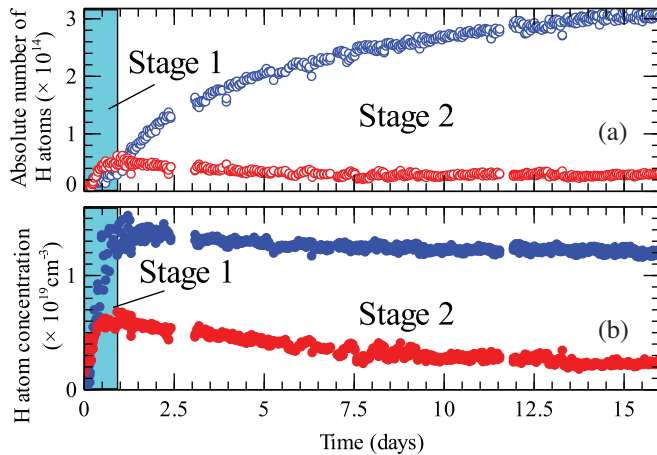 Absolute number of
H atoms (× 10¹⁴)
3
2
1
0
Stage 1
Stage 2
(a)
H atom concentration
(× 10¹⁹cm⁻³)
1
0
Stage 1
Stage 2
(b)
0 2.5 5 7.5 10 12.5 15
Time (days)